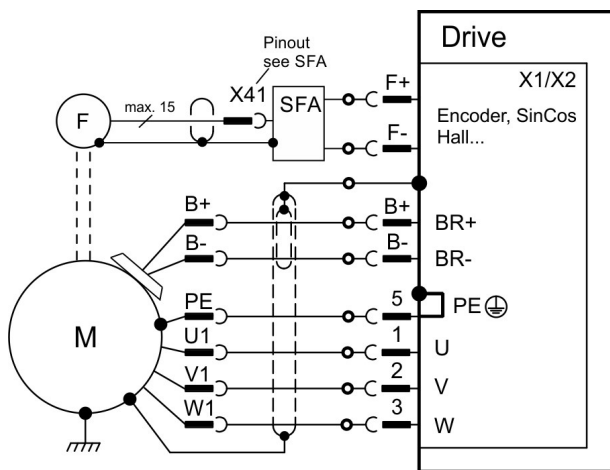 Drive
Pinout
see SFA
X1/X2
max. 15
X41
SFA
F+
F
Encoder, SinCos
Hall...
F-
B+
B+
BR+
B-
B-
BR-
PE
5
PE
M
U1
1
U
V1
2
V
W1
3
W